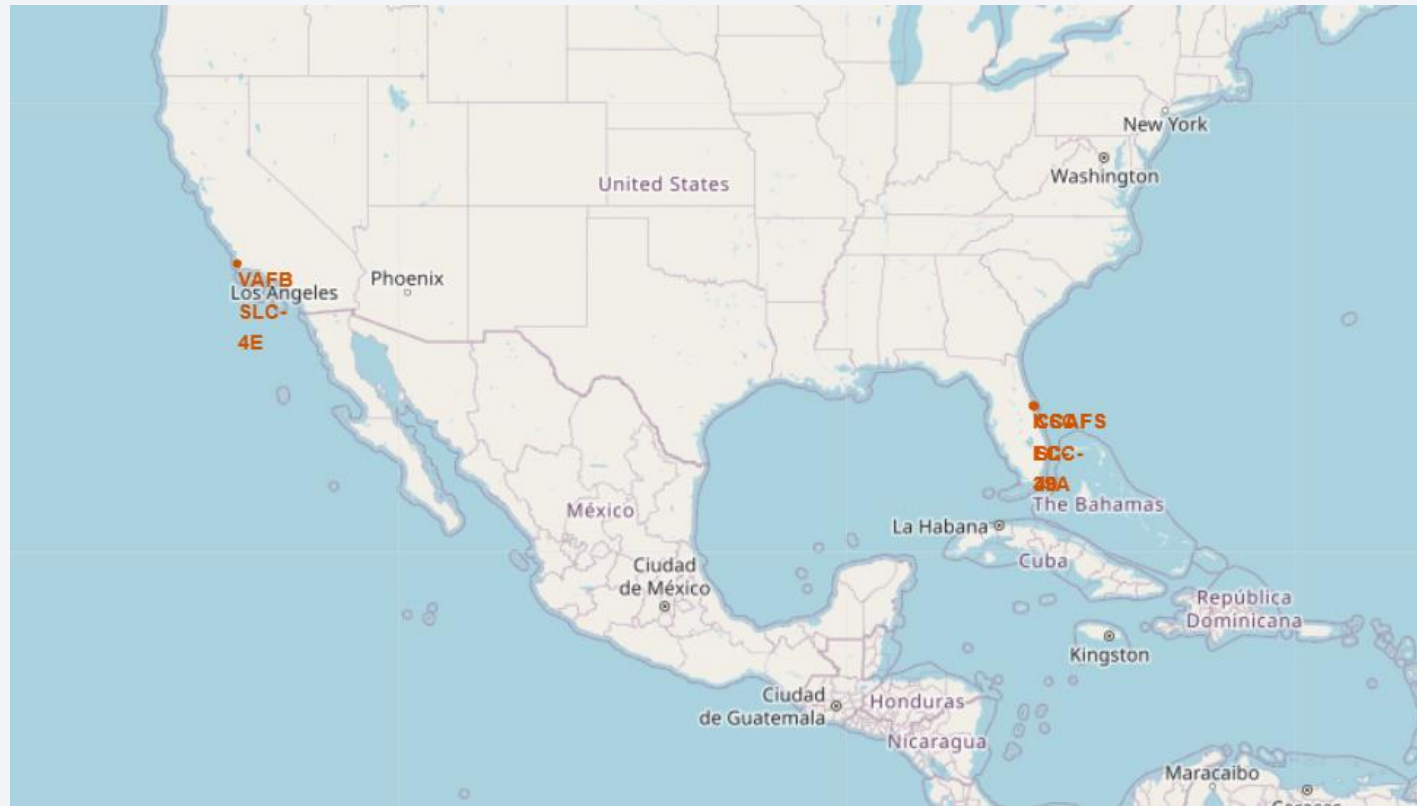 New York
Washington
United States
VAFB
Los Angeles
SLC-
4E
Phoenix
The Bahamas
México
La Habana
Cuba
Ciudad
de México
República
Dominicana
Kingston
Ciudad
de Guatemala
Honduras
Nicaragua
Maracaibo